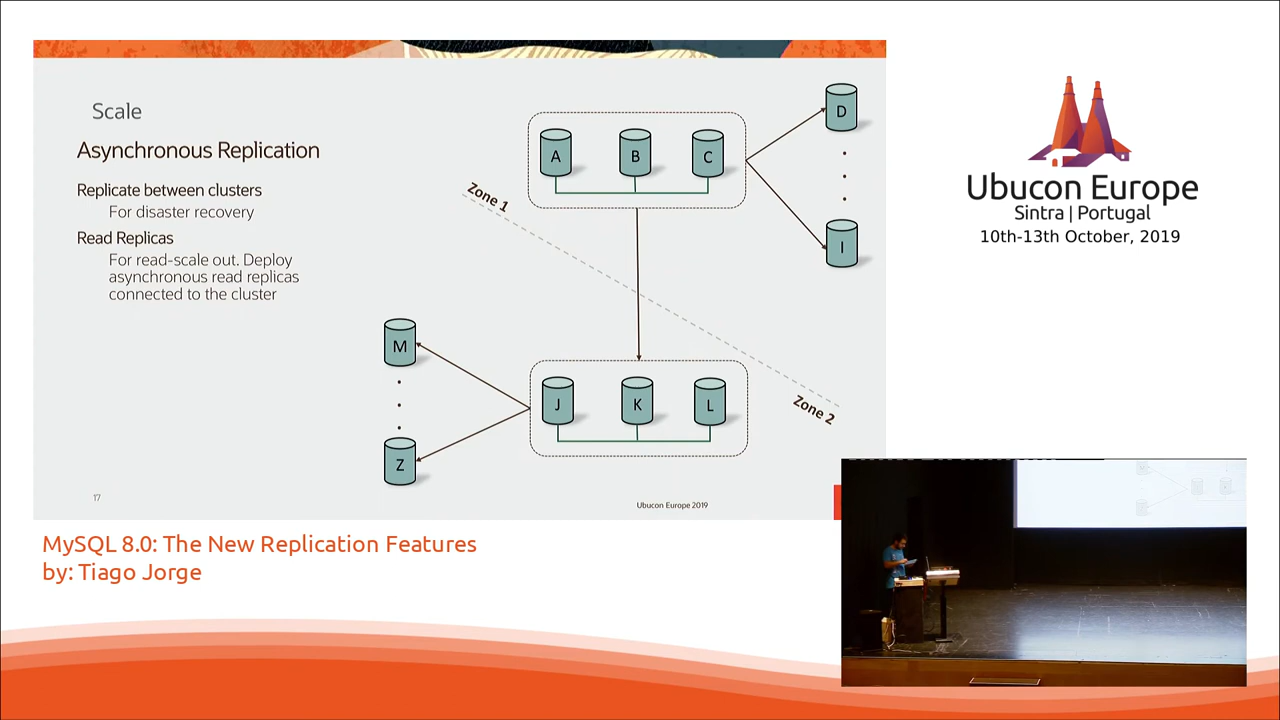 Scale
Asynchronous Replication
Replicate between clusters
For disaster recovery
Read Replicas
For read-scale out. Deploy
asynchronous read replicas
connected to the cluster
A
B
C
D
I
Zone 1
Zone 2
M
Z
J
K
L
17
Ubucon Europe 2019
Ubucon Europe
Sintra | Portugal
10th-13th October, 2019
MySQL 8.0: The New Replication Features
by: Tiago Jorge